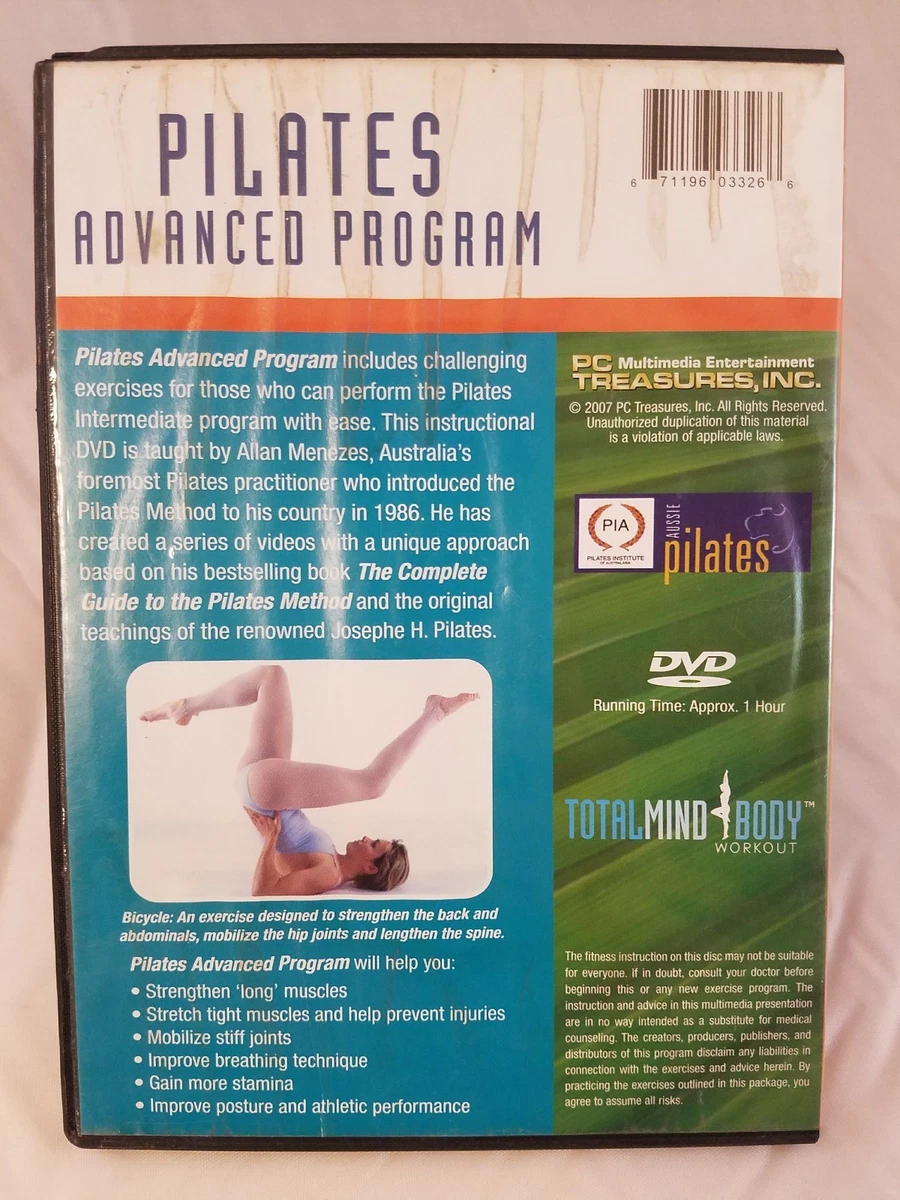 PILATES
ADVANCED PROGRAM
6 71196 03326 6
Pilates Advanced Program includes challenging
exercises for those who can perform the Pilates
Intermediate program with ease. This instructional
DVD is taught by Allan Menezes, Australia's
foremost Pilates practitioner who introduced the
Pilates Method to his country in 1986. He has
created a series of videos with a unique approach
based on his bestselling book The Complete
Guide to the Pilates Method and the original
teachings of the renowned Josephe H. Pilates.
Bicycle: An exercise designed to strengthen the back and
abdominals, mobilize the hip joints and lengthen the spine.
Pilates Advanced Program will help you:
• Strengthen 'long' muscles
• Stretch tight muscles and help prevent injuries
• Mobilize stiff joints
• Improve breathing technique
• Gain more stamina
• Improve posture and athletic performance
PC Multimedia Entertainment
TREASURES, INC.
© 2007 PC Treasures, Inc. All Rights Reserved.
Unauthorized duplication of this material
is a violation of applicable laws.
PIA
PILATES INSTITUTE
OF AUSTRALASIA
AUSSIE
pilates
DVD
Running Time: Approx. 1 Hour
TOTALMIND BODY™
WORKOUT
The fitness instruction on this disc may not be suitable
for everyone. If in doubt, consult your doctor before
beginning this or any new exercise program. The
instruction and advice in this multimedia presentation
are in no way intended as a substitute for medical
counseling. The creators, producers, publishers, and
distributors of this program disclaim any liabilities in
connection with the exercises and advice herein. By
practicing the exercises outlined in this package, you
agree to assume all risks.